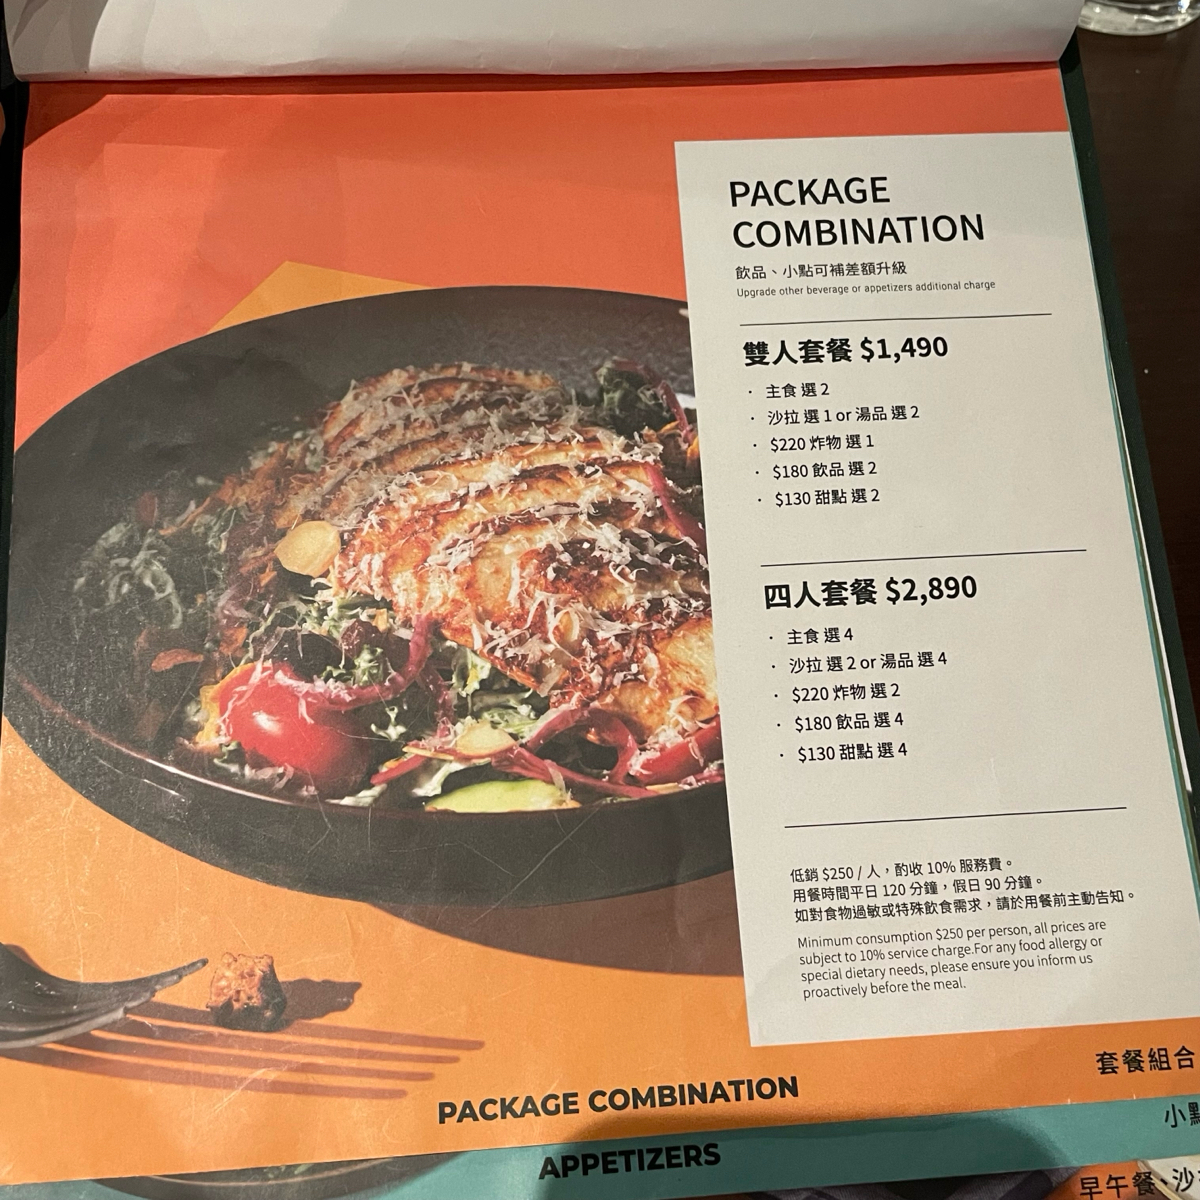 PACKAGE
COMBINATION
飲品、小點可補差額升級
Upgrade other beverage or appetizers additional charge
雙人套餐 $1,490
· 主食 選 2
· 沙拉 選 1 or 湯品 選 2
· $220 炸物 選 1
· $180 飲品 選 2
· $130 甜點 選 2
四人套餐 $2,890
· 主食 選 4
· 沙拉 選 2 or 湯品 選 4
· $220 炸物 選 2
· $180 飲品 選 4
· $130 甜點 選 4
低銷 $250 / 人，酌收 10% 服務費。
用餐時間平日 120 分鐘，假日 90 分鐘。
如對食物過敏或特殊飲食需求，請於用餐前主動告知。
Minimum consumption $250 per person, all prices are
subject to 10% service charge.For any food allergy or
special dietary needs, please ensure you inform us
proactively before the meal.
PACKAGE COMBINATION
套餐組合
APPETIZERS
小點
早午餐、沙